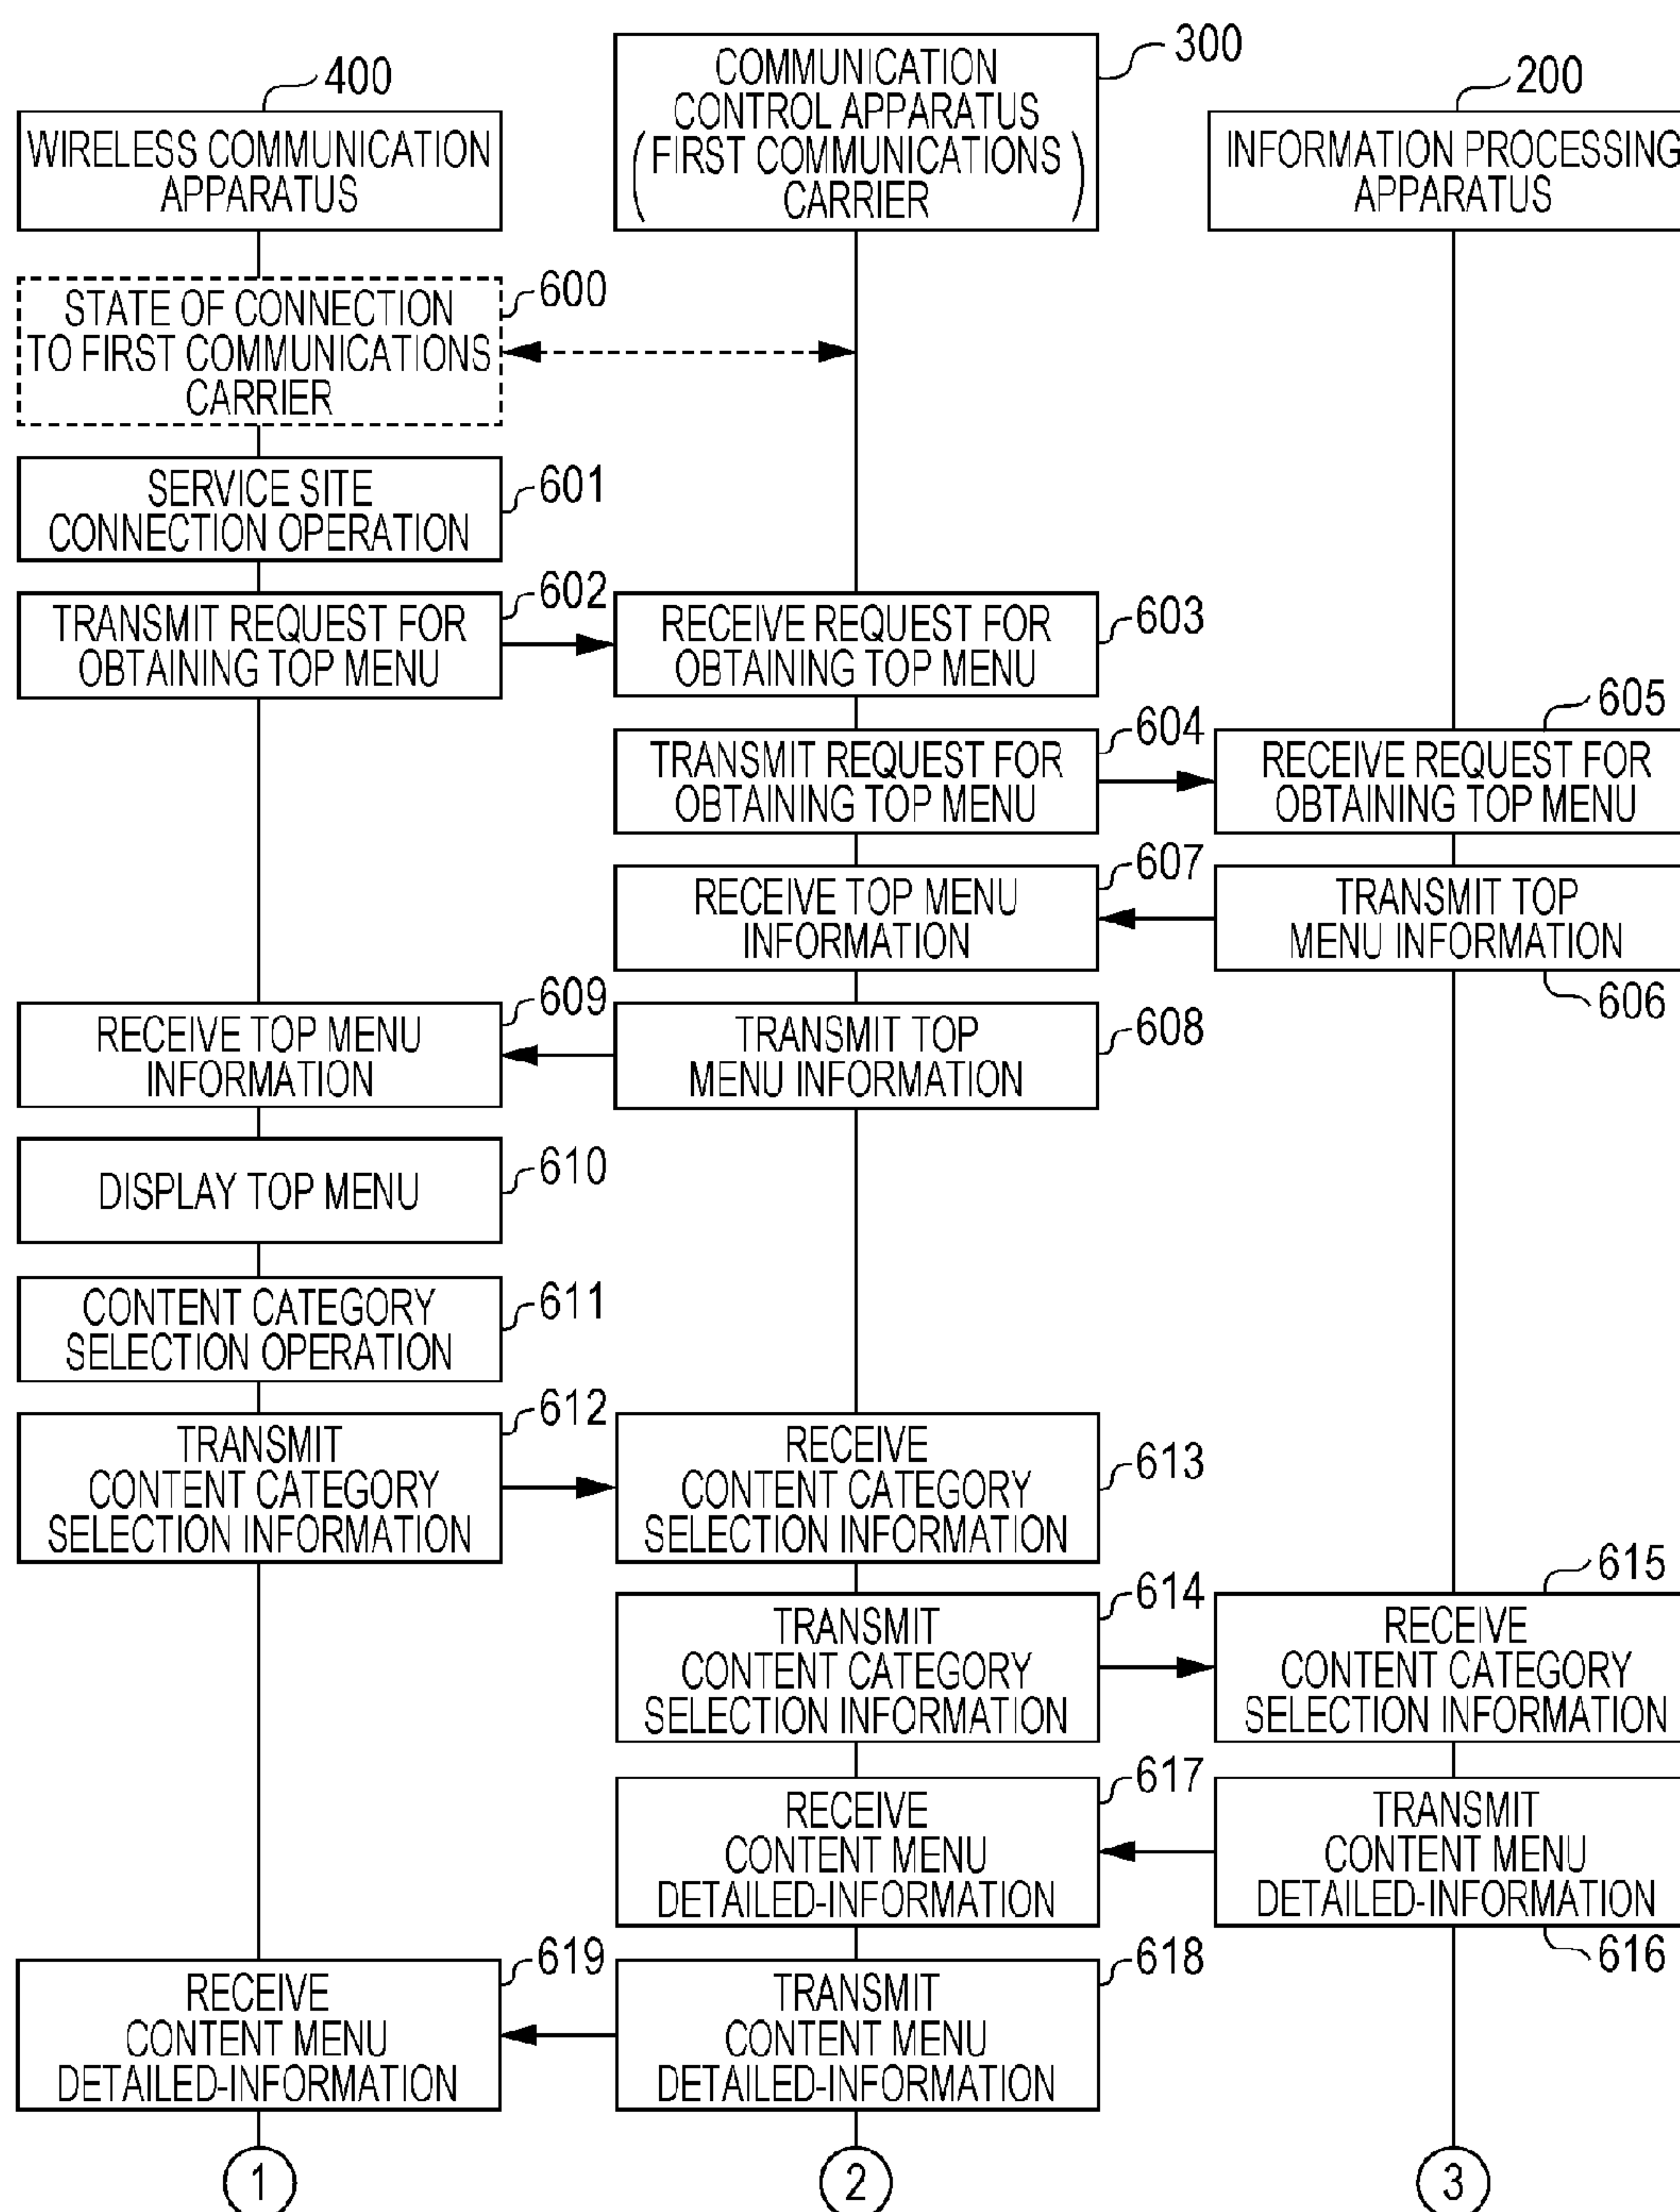 400
WIRELESS COMMUNICATION
APPARATUS
300
COMMUNICATION
CONTROL APPARATUS
(FIRST COMMUNICATIONS
CARRIER)
200
INFORMATION PROCESSING
APPARATUS
600
STATE OF CONNECTION
TO FIRST COMMUNICATIONS
CARRIER
601
SERVICE SITE
CONNECTION OPERATION
602
TRANSMIT REQUEST FOR
OBTAINING TOP MENU
603
RECEIVE REQUEST FOR
OBTAINING TOP MENU
604
TRANSMIT REQUEST FOR
OBTAINING TOP MENU
605
RECEIVE REQUEST FOR
OBTAINING TOP MENU
607
RECEIVE TOP MENU
INFORMATION
TRANSMIT TOP
MENU INFORMATION
606
609
RECEIVE TOP MENU
INFORMATION
608
TRANSMIT TOP
MENU INFORMATION
610
DISPLAY TOP MENU
611
CONTENT CATEGORY
SELECTION OPERATION
612
TRANSMIT
CONTENT CATEGORY
SELECTION INFORMATION
613
RECEIVE
CONTENT CATEGORY
SELECTION INFORMATION
614
TRANSMIT
CONTENT CATEGORY
SELECTION INFORMATION
615
RECEIVE
CONTENT CATEGORY
SELECTION INFORMATION
617
RECEIVE
CONTENT MENU
DETAILED-INFORMATION
TRANSMIT
CONTENT MENU
DETAILED-INFORMATION
616
619
RECEIVE
CONTENT MENU
DETAILED-INFORMATION
618
TRANSMIT
CONTENT MENU
DETAILED-INFORMATION
1
2
3